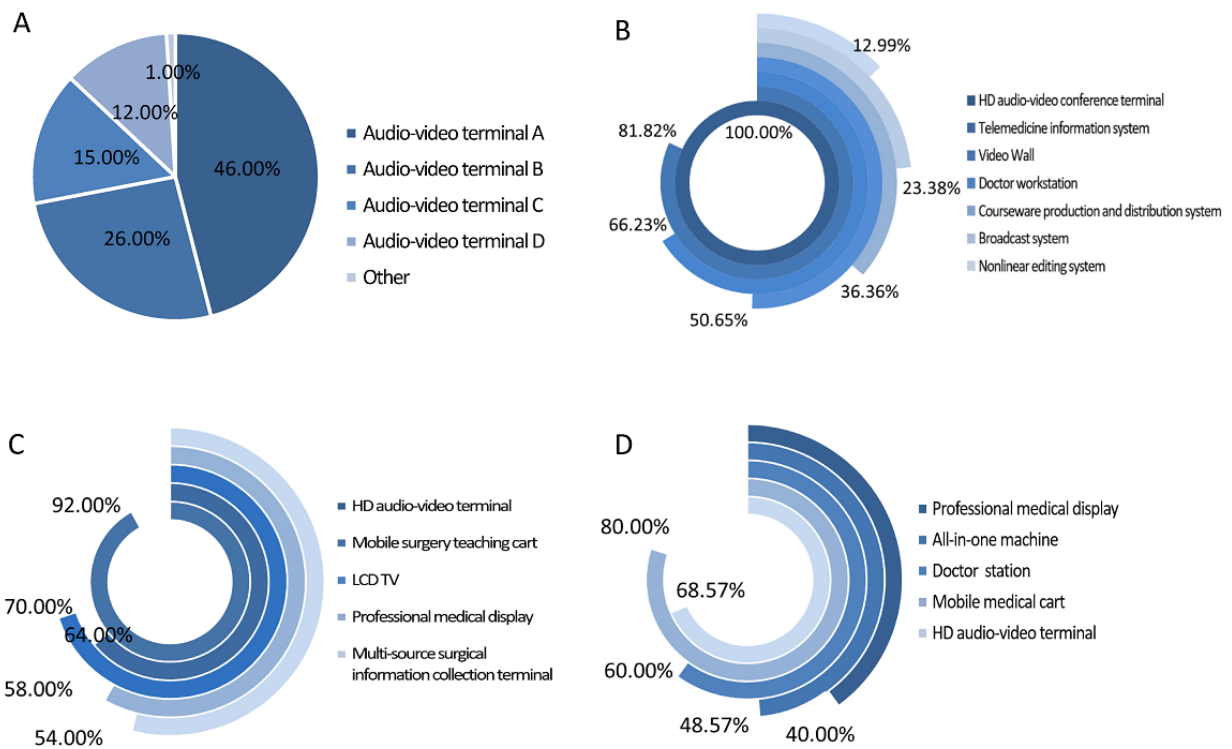 A
1.00%
12.00%
15.00%
46.00%
26.00%
Audio-video terminal A
Audio-video terminal B
Audio-video terminal C
Audio-video terminal D
Other
B
12.99%
81.82%
100.00%
23.38%
66.23%
36.36%
50.65%
HD audio-video conference terminal
Telemedicine information system
Video Wall
Doctor workstation
Courseware production and distribution system
Broadcast system
Nonlinear editing system
C
92.00%
70.00%
64.00%
58.00%
54.00%
HD audio-video terminal
Mobile surgery teaching cart
LCD TV
Professional medical display
Multi-source surgical
information collection terminal
D
80.00%
68.57%
60.00%
48.57%
40.00%
Professional medical display
All-in-one machine
Doctor station
Mobile medical cart
HD audio-video terminal